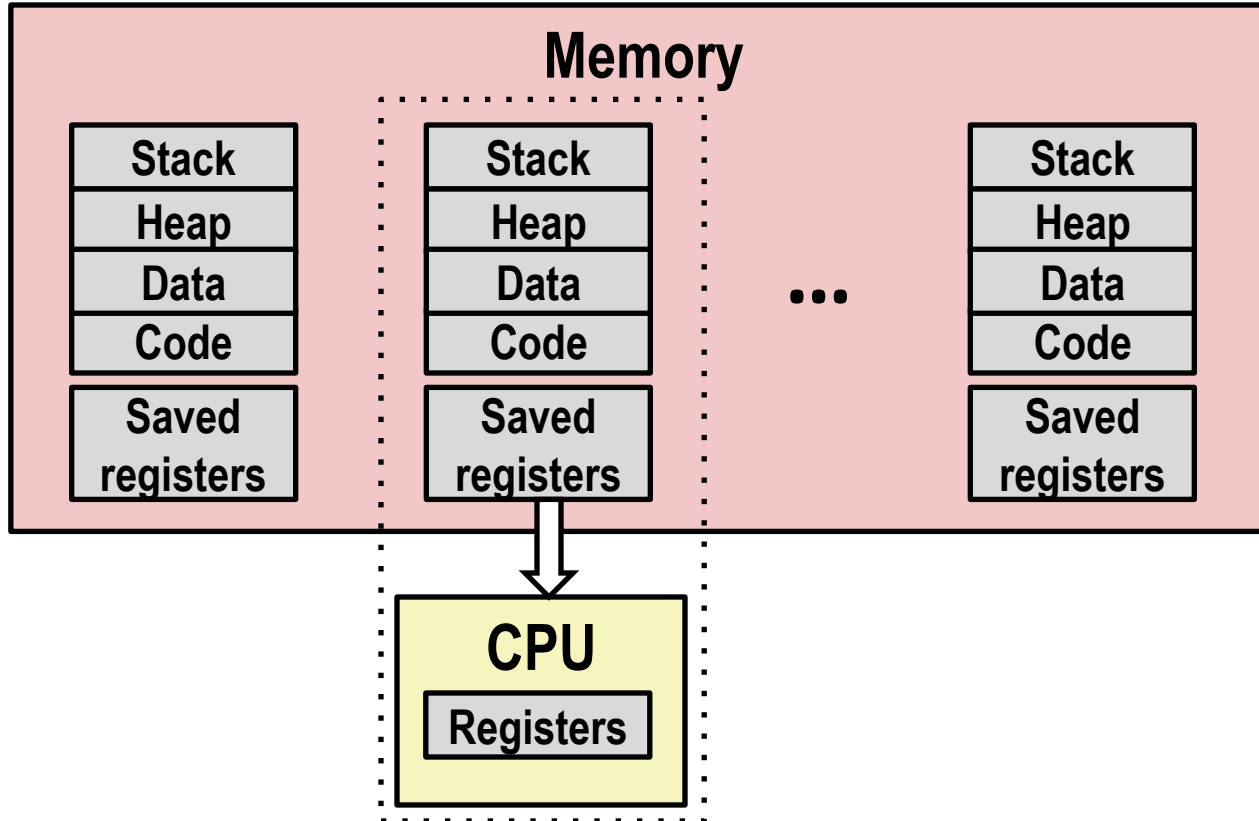 Memory
Stack
Heap
Data
Code
Saved
registers
Stack
Heap
Data
Code
Saved
registers
...
Stack
Heap
Data
Code
Saved
registers
CPU
Registers